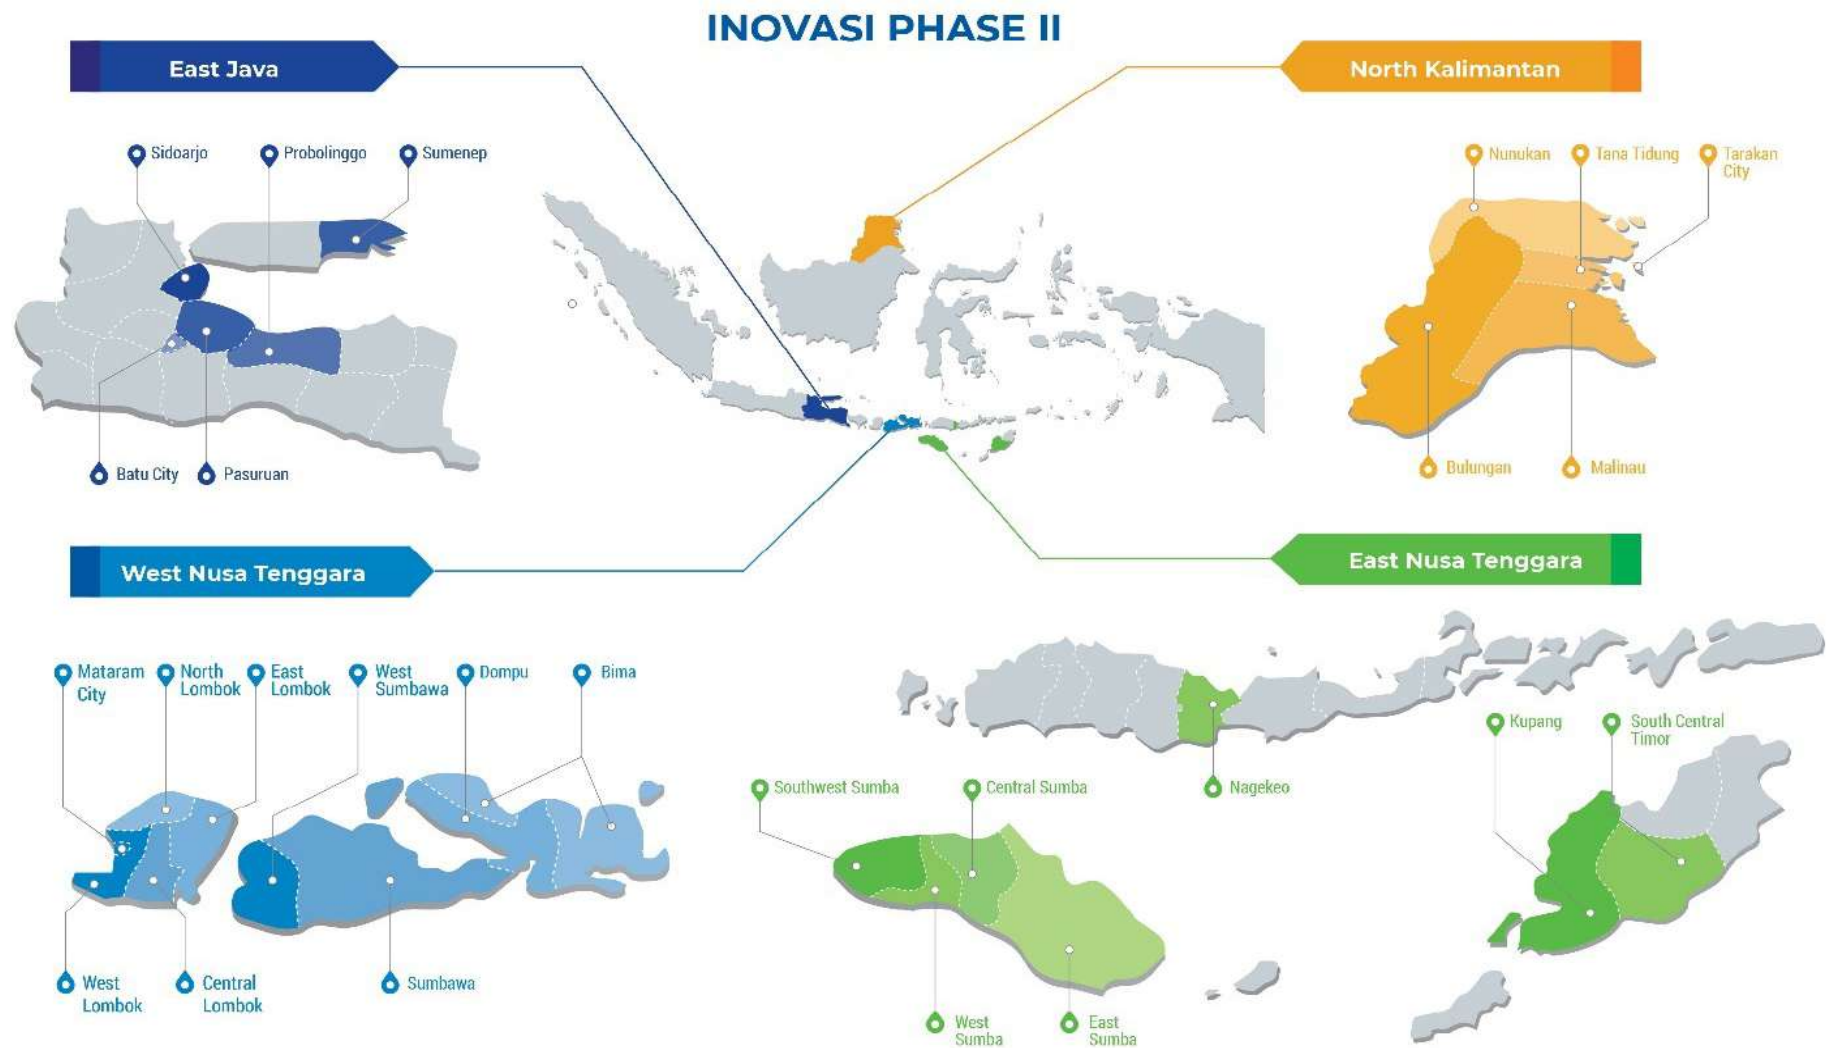 INOVASI PHASE II
East Java
North Kalimantan
Sidoarjo
Probolinggo
Sumenep
Batu City
Pasuruan
Nunukan
Tana Tidung
Tarakan
City
Bulungan
Malinau
West Nusa Tenggara
East Nusa Tenggara
Mataram
City
North
Lombok
East
Lombok
West
Sumbawa
Dompu
Bima
West
Lombok
Central
Lombok
Sumbawa
Kupang
South Central
Timor
Nagekeo
Southwest Sumba
Central Sumba
West
Sumba
East
Sumba